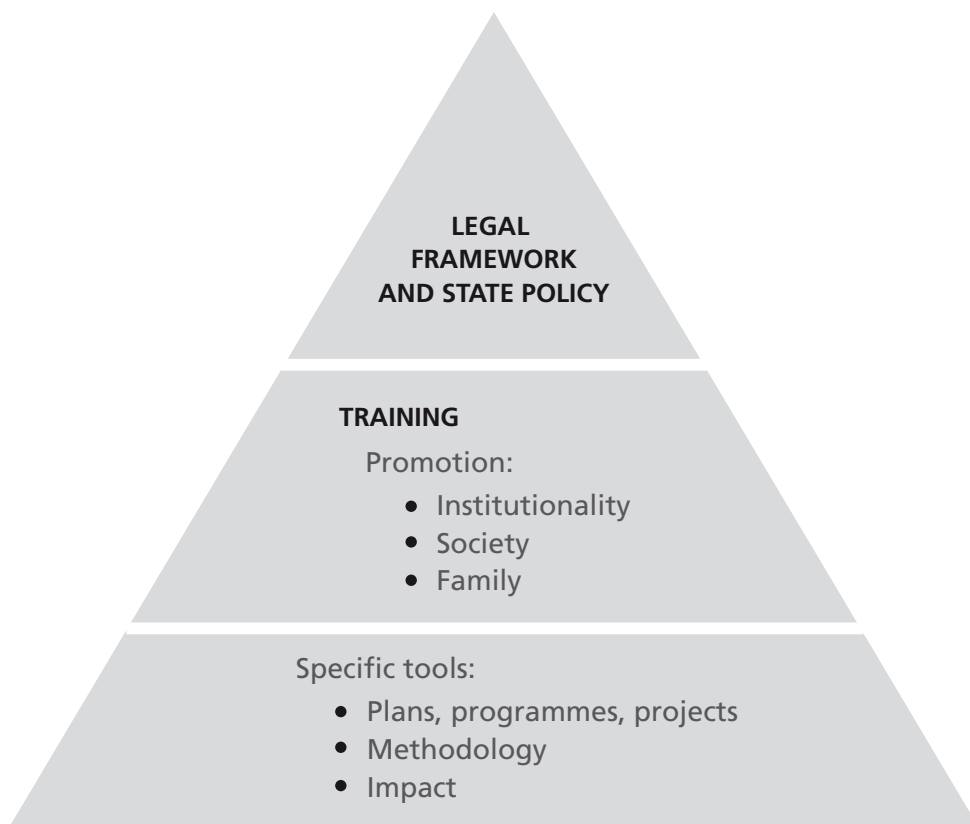 LEGAL
FRAMEWORK
AND STATE POLICY
TRAINING
Promotion:
• Institutionality
• Society
• Family
Specific tools:
• Plans, programmes, projects
• Methodology
• Impact